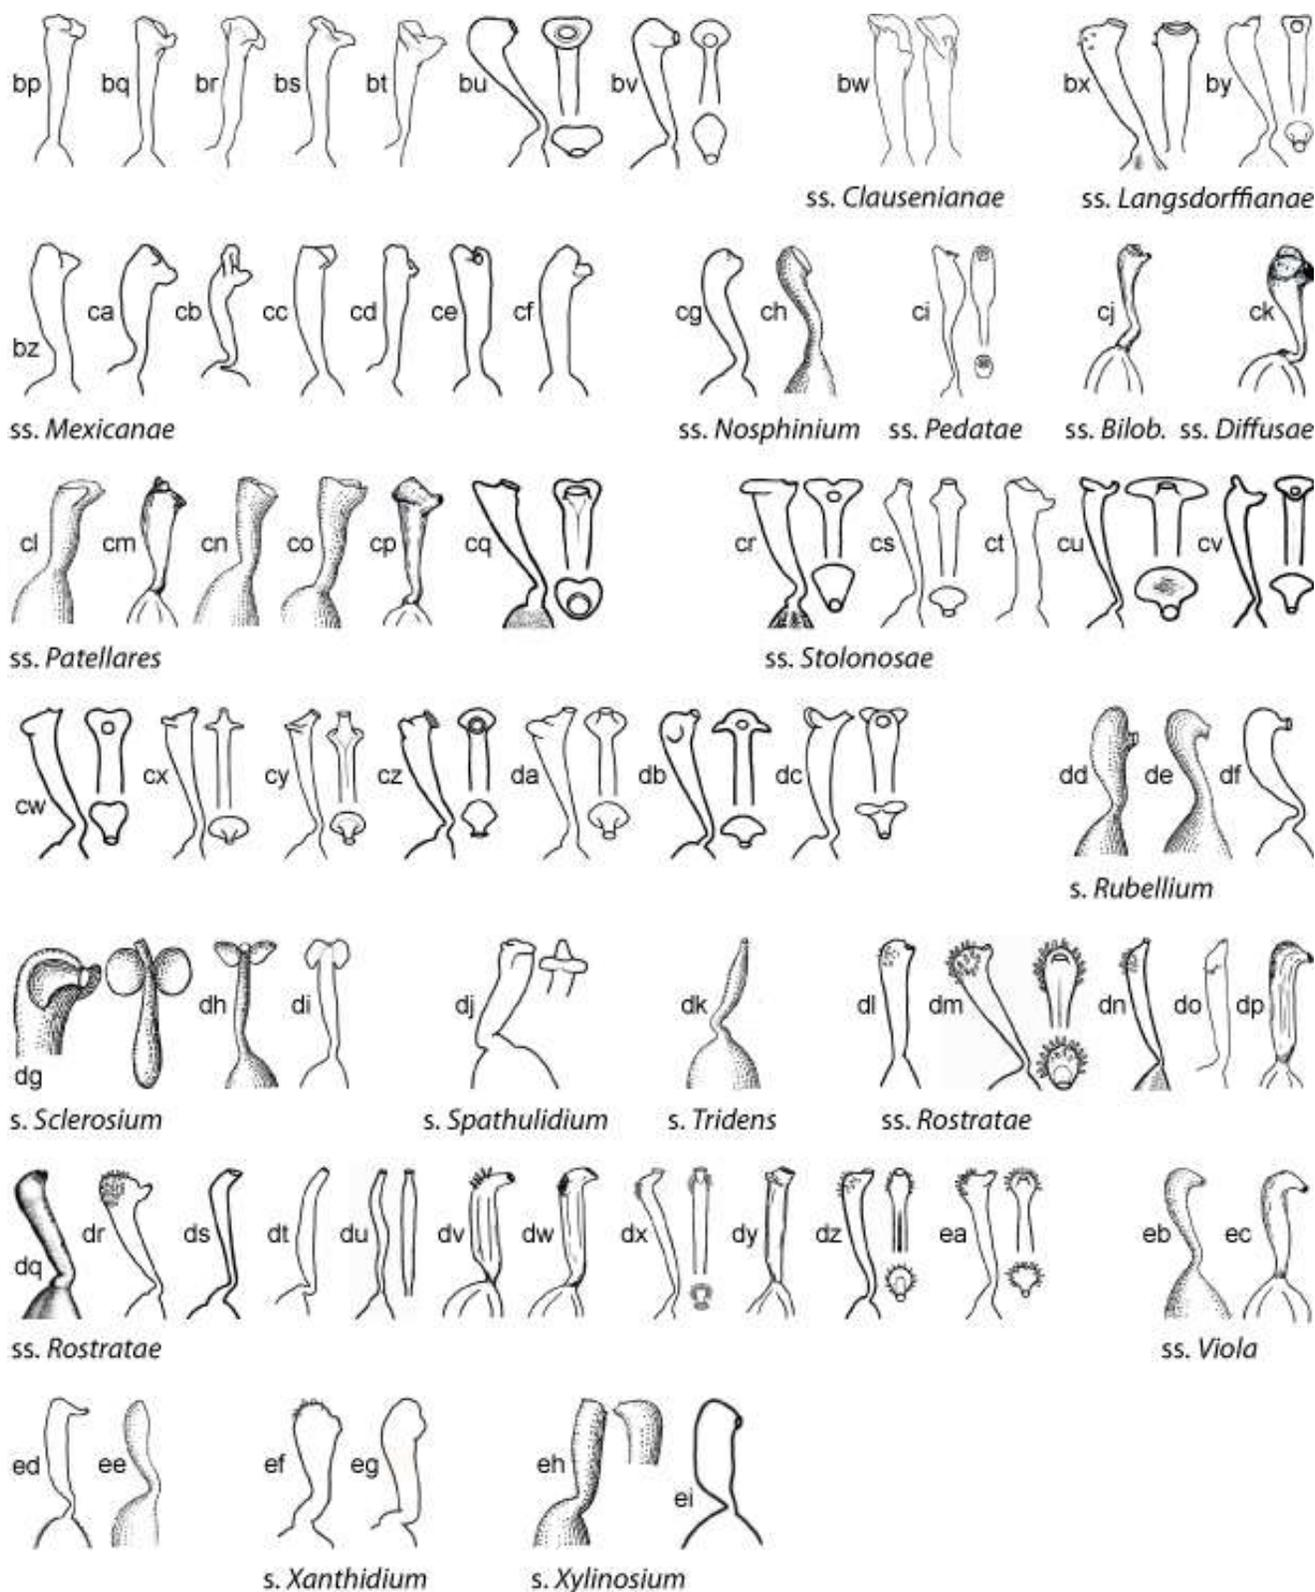 bp bq br bs bt bu bv bw bx by
ss. Clausenianae ss. Langsdorffianae
bz ca cb cc cd ce cf cg ch ci cj ck
ss. Mexicanae ss. Nosphinium ss. Pedatae ss. Bilob. ss. Diffusae
cl cm cn co cp cq cr cs ct cu cv
ss. Patellares ss. Stolonosae
cw cx cy cz da db dc dd de df
s. Rubellium
dg dh di dj dk dl dm dn do dp
s. Sclerosium s. Spathulidium s. Tridens ss. Rostratae
dq dr ds dt du dv dw dx dy dz ea eb ec
ss. Rostratae ss. Viola
ed ee ef eg eh ei
s. Xanthidium s. Xylinosium